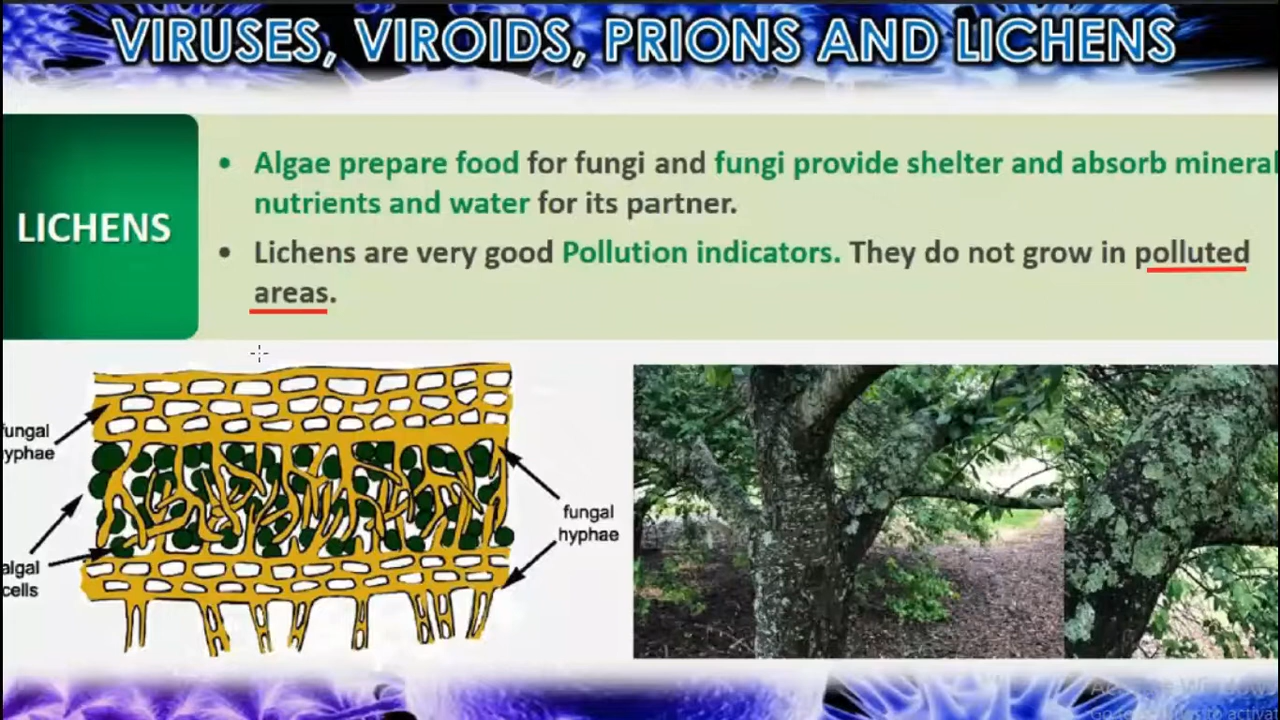 VIRUSES, VIROIDS, PRIONS AND LICHENS
LICHENS
• Algae prepare food for fungi and fungi provide shelter and absorb mineral
nutrients and water for its partner.
• Lichens are very good Pollution indicators. They do not grow in polluted
areas.
fungal
yphae
algal
cells
fungal
hyphae